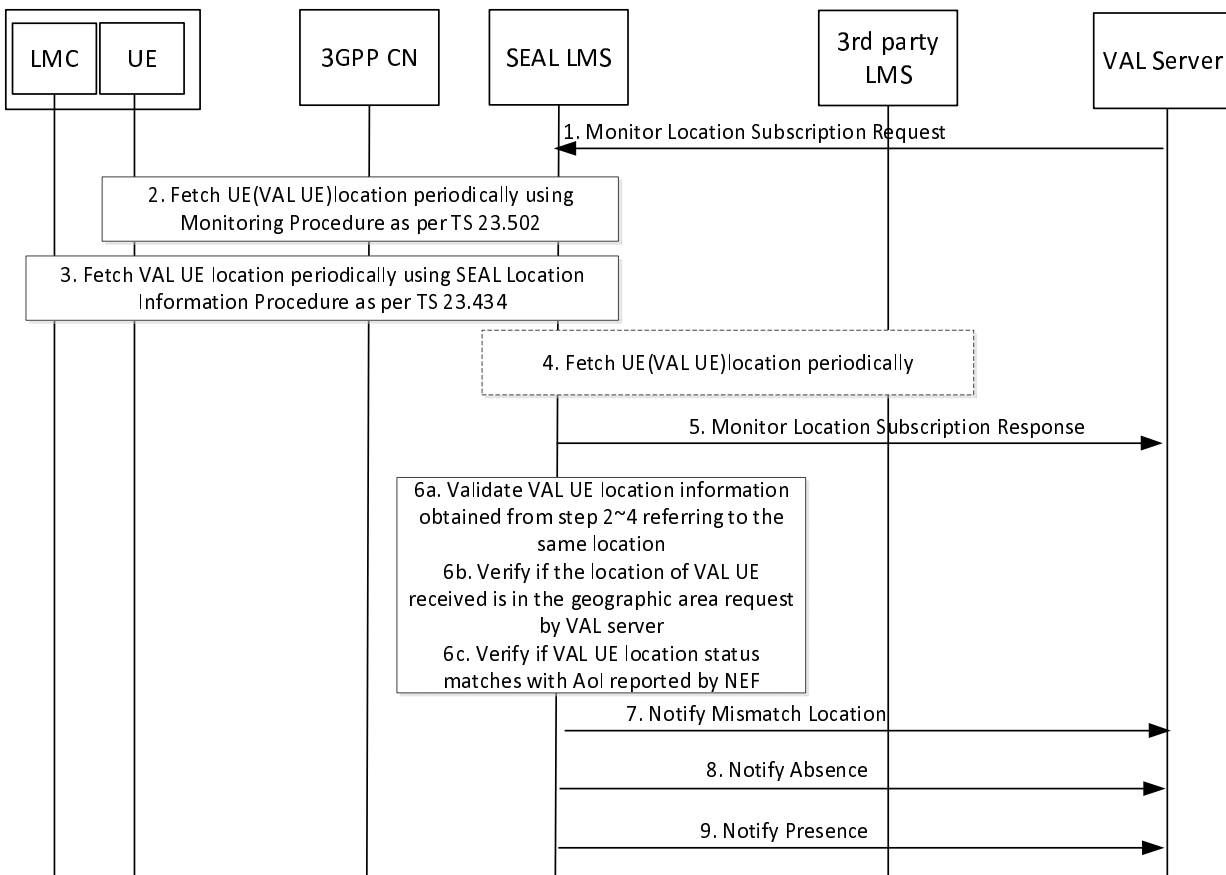 LMC
UE
3GPP CN
SEAL LMS
3rd party
LMS
VAL Server
1. Monitor Location Subscription Request
2. Fetch UE(VAL UE)location periodically using
Monitoring Procedure as per TS 23.502
3. Fetch VAL UE location periodically using SEAL Location
Information Procedure as per TS 23.434
4. Fetch UE(VAL UE)location periodically
5. Monitor Location Subscription Response
6a. Validate VAL UE location information
obtained from step 2~4 referring to the
same location
6b. Verify if the location of VAL UE
received is in the geographic area request
by VAL server
6c. Verify if VAL UE location status
matches with AoI reported by NEF
7. Notify Mismatch Location
8. Notify Absence
9. Notify Presence